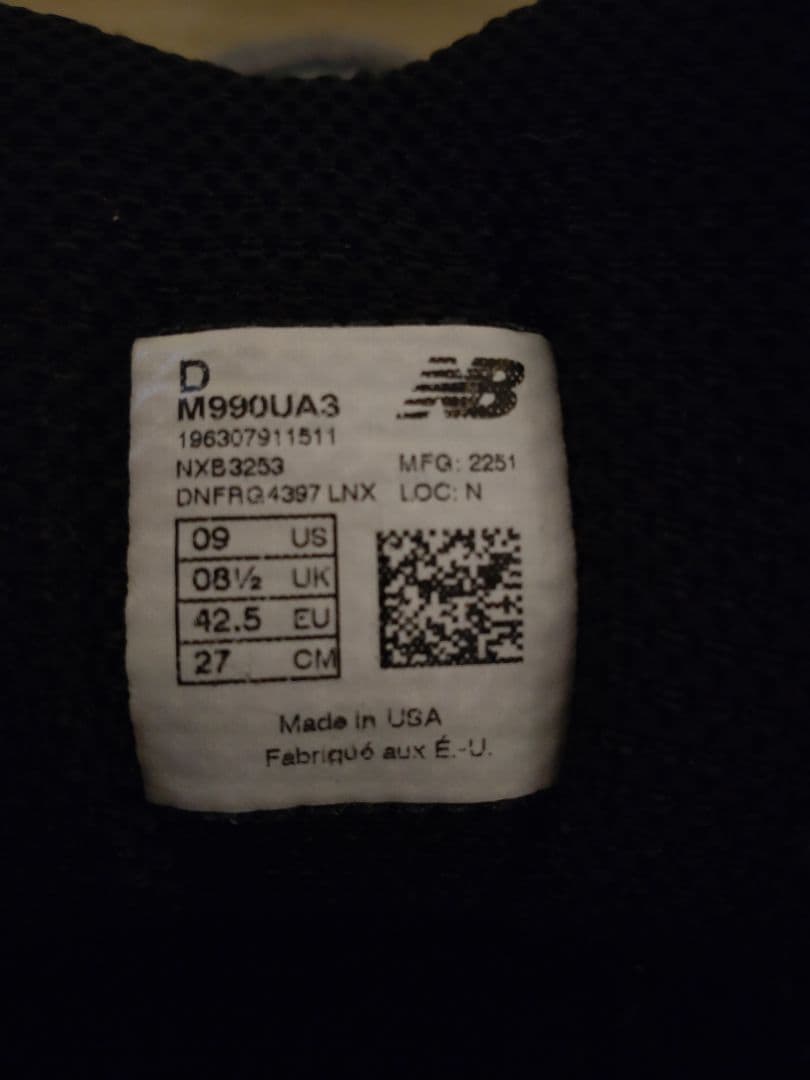 D
NB
M990UA3
196307911511
NXB3253 MFG: 2251
DNFRG4397 LNX LOC: N
09 US
08½ UK
42.5 EU
27 CM
Made in USA
Fabriqué aux É.-U.